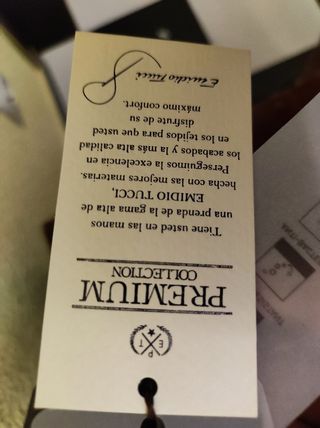 P
E T
PREMIUM
COLLECTION
Tiene usted en las manos
una prenda de la gama alta de
EMIDIO TUCCI,
hecha con las mejores materias.
Perseguimos la excelencia en
los acabados y la más alta calidad
en los tejidos para que usted
disfrute de su
máximo confort.
Emidio Tucci